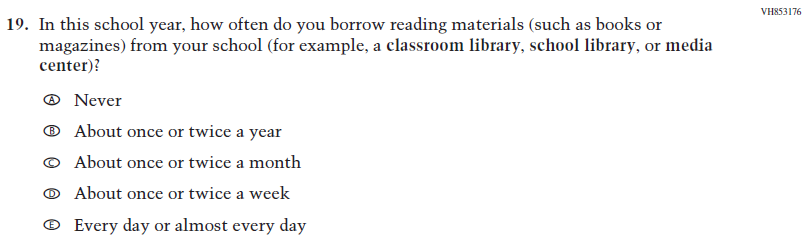 VH853176
19. In this school year, how often do you borrow reading materials (such as books or
magazines) from your school (for example, a classroom library, school library, or media
center)?
Ⓐ Never
Ⓑ About once or twice a year
Ⓒ About once or twice a month
Ⓓ About once or twice a week
Ⓔ Every day or almost every day